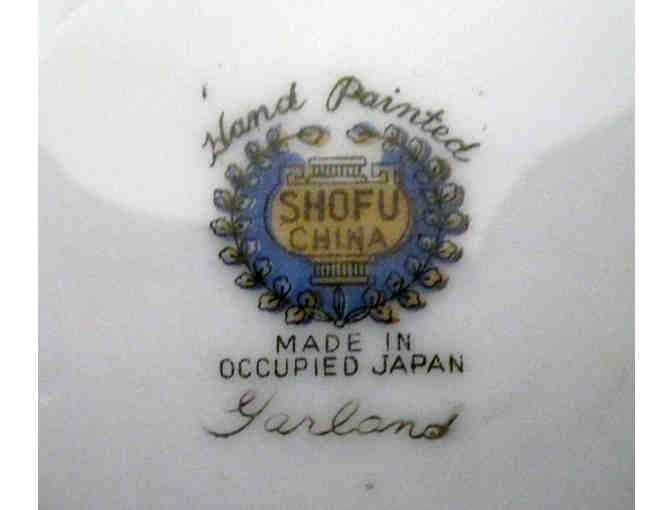 Hand Painted
SHOFU
CHINA
MADE IN
OCCUPIED JAPAN
Garland